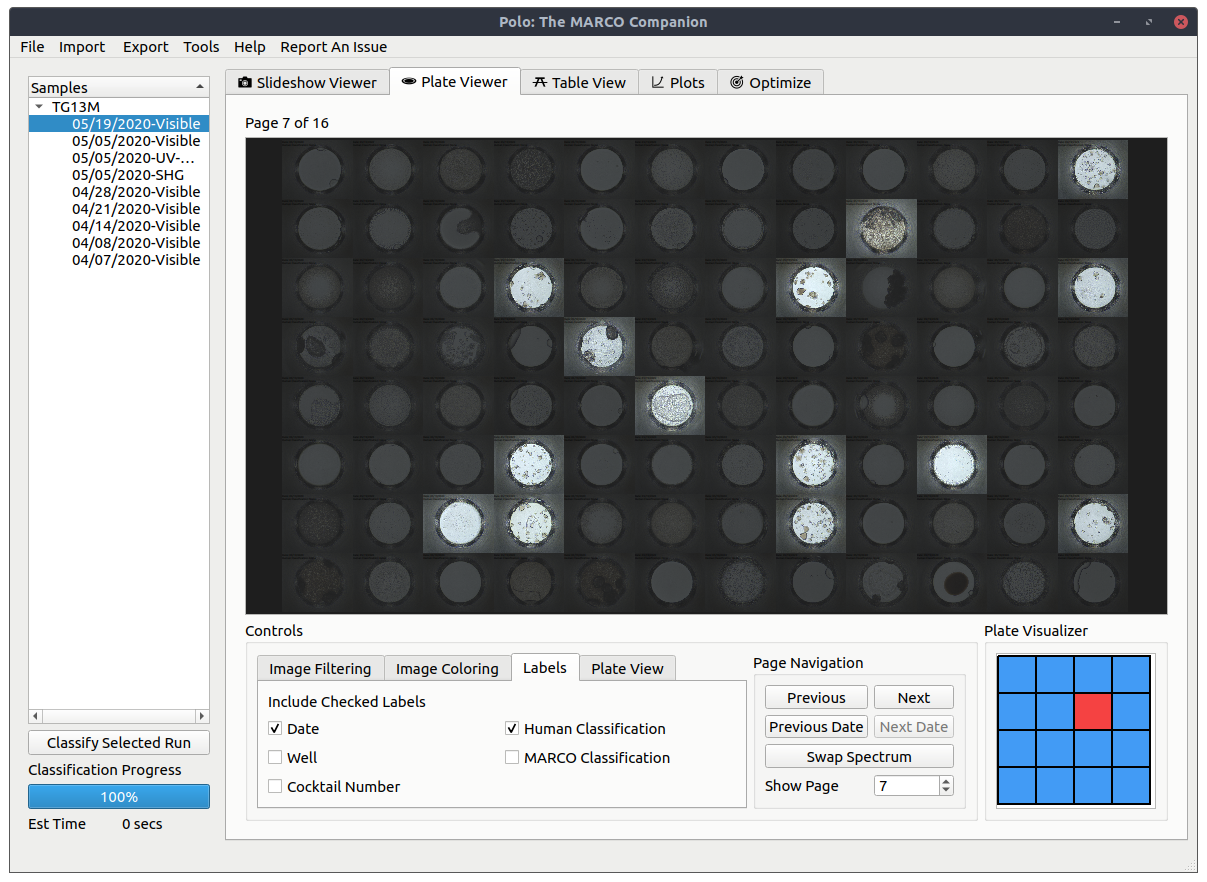 Polo: The MARCO Companion
File Import Export Tools Help Report An Issue
Samples
TG13M
05/19/2020-Visible
05/05/2020-Visible
05/05/2020-UV-...
05/05/2020-SHG
04/28/2020-Visible
04/21/2020-Visible
04/14/2020-Visible
04/08/2020-Visible
04/07/2020-Visible
Classify Selected Run
Classification Progress
100%
Est Time 0 secs
Slideshow Viewer Plate Viewer Table View Plots Optimize
Page 7 of 16
Controls
Image Filtering Image Coloring Labels Plate View
Include Checked Labels
Date Human Classification
Well MARCO Classification
Cocktail Number
Page Navigation
Previous Next
Previous Date Next Date
Swap Spectrum
Show Page 7
Plate Visualizer